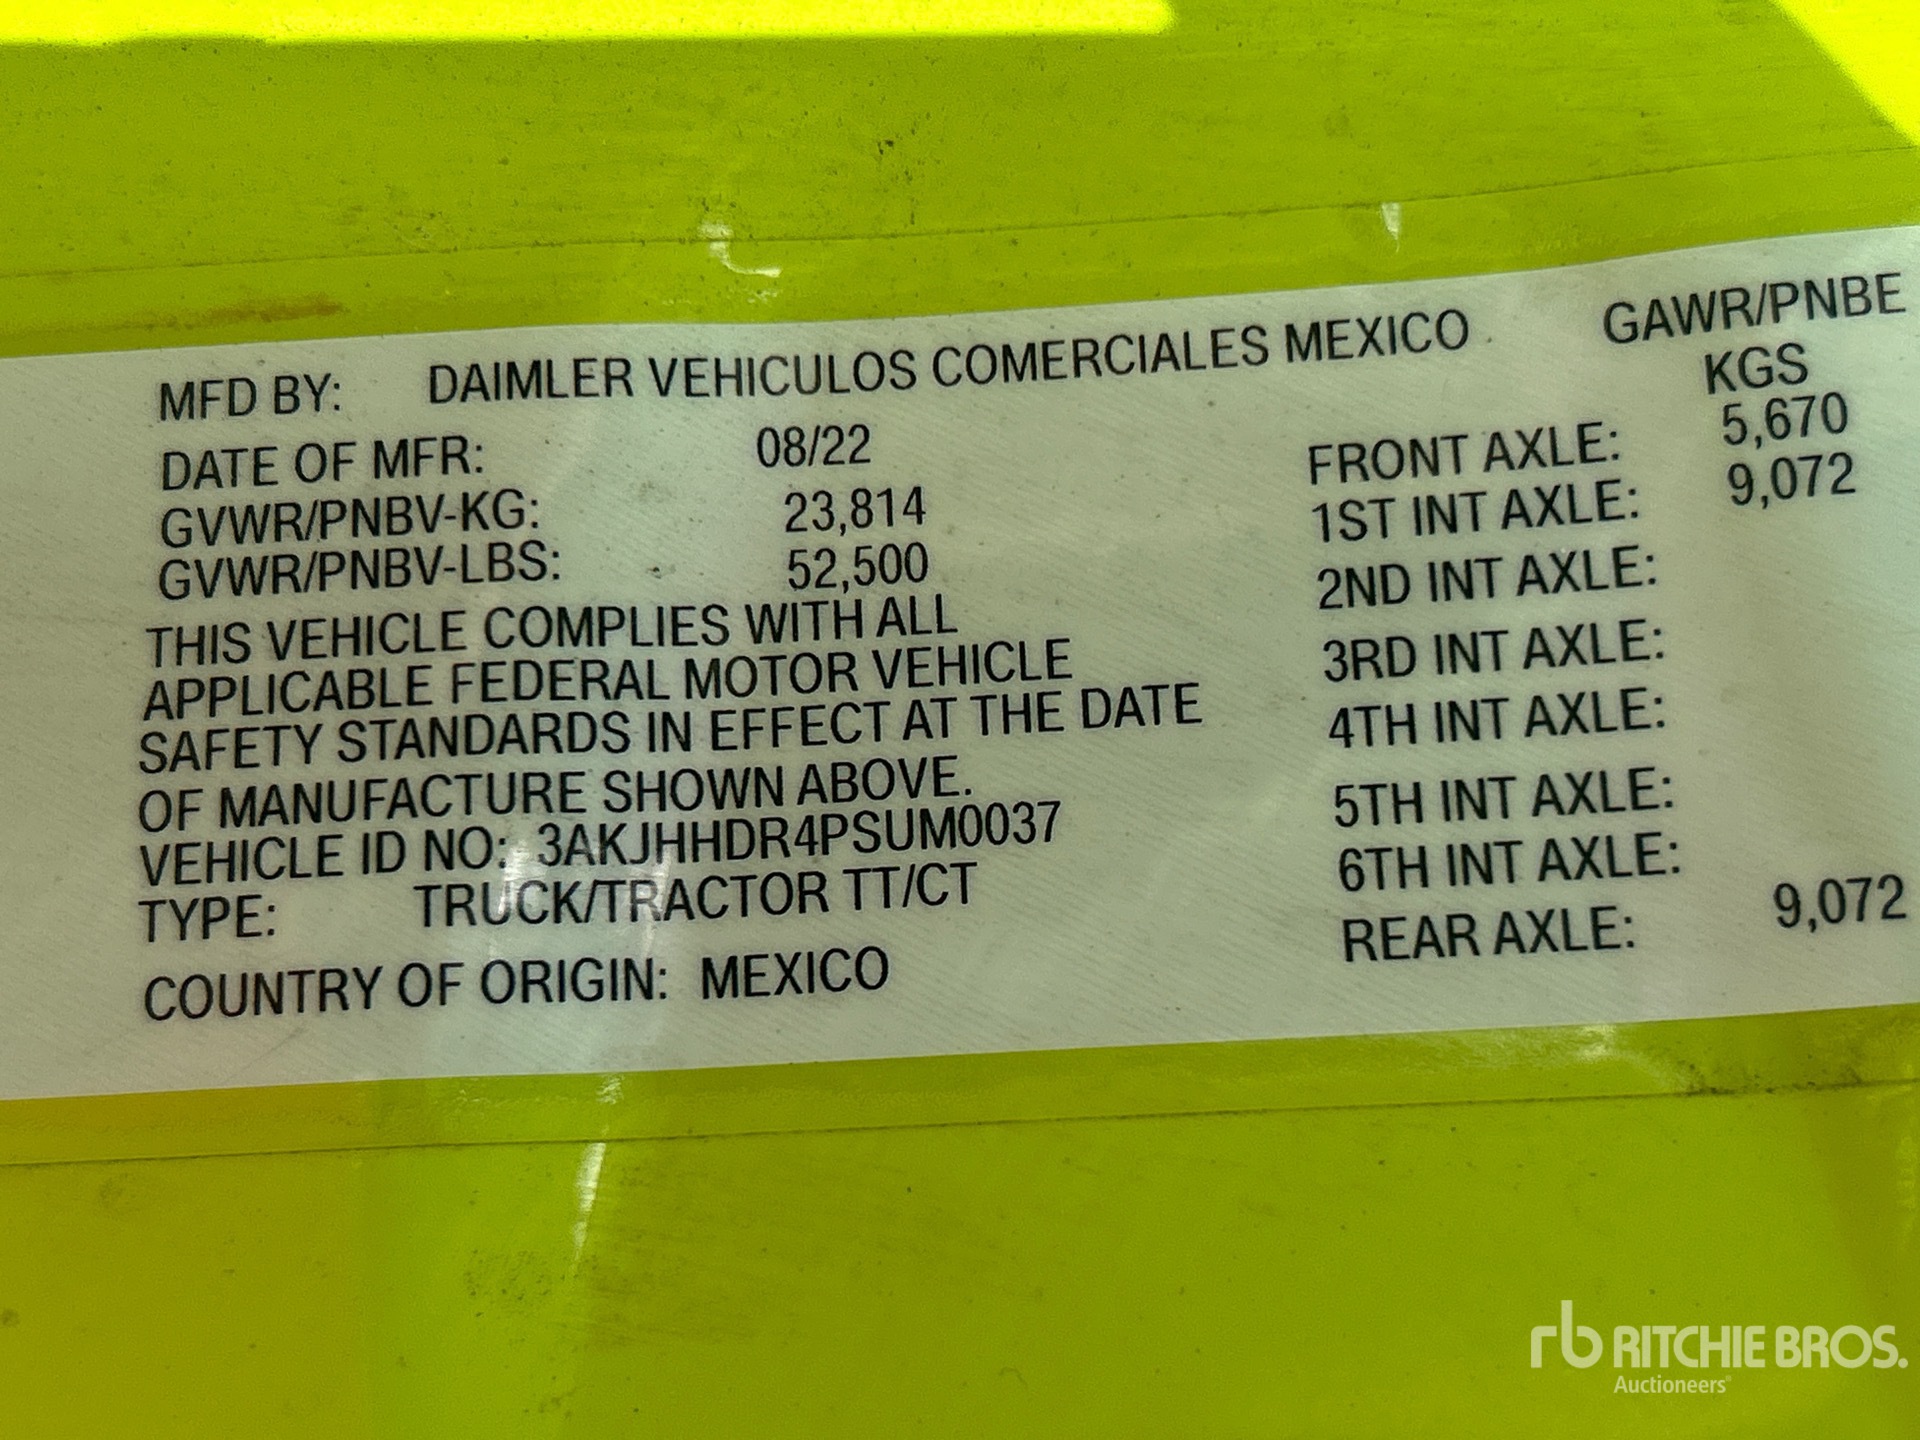 MFD BY: DAIMLER VEHICULOS COMERCIALES MEXICO
DATE OF MFR: 08/22
GVWR/PNBV-KG: 23,814
GVWR/PNBV-LBS: 52,500
THIS VEHICLE COMPLIES WITH ALL
APPLICABLE FEDERAL MOTOR VEHICLE
SAFETY STANDARDS IN EFFECT AT THE DATE
OF MANUFACTURE SHOWN ABOVE.
VEHICLE ID NO: 3AKJHHDR4PSUM0037
TYPE: TRUCK/TRACTOR TT/CT
COUNTRY OF ORIGIN: MEXICO
GAWR/PNBE
KGS
FRONT AXLE: 5,670
1ST INT AXLE: 9,072
2ND INT AXLE:
3RD INT AXLE:
4TH INT AXLE:
5TH INT AXLE:
6TH INT AXLE:
REAR AXLE: 9,072
rb RITCHIE BROS.
Auctioneers